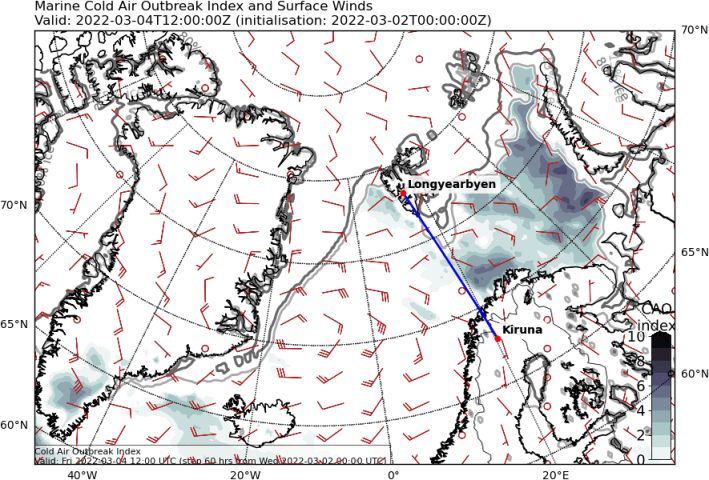 Marine Cold Air Outbreak Index and Surface Winds
Valid: 2022-03-04T12:00:00Z (initialisation: 2022-03-02T00:00:00Z)
70°N
Longyearbyen
70°N
65°N
CAO
index
10
Kiruna
65°N
8
6
60°N
4
60°N
2
0
Cold Air Outbreak Index
Valid: Fri 2022-03-04 12:00 UTC (step 60 hrs from Wed 2022-03-02 00:00 UTC)
40°W
20°W
0°
20°E